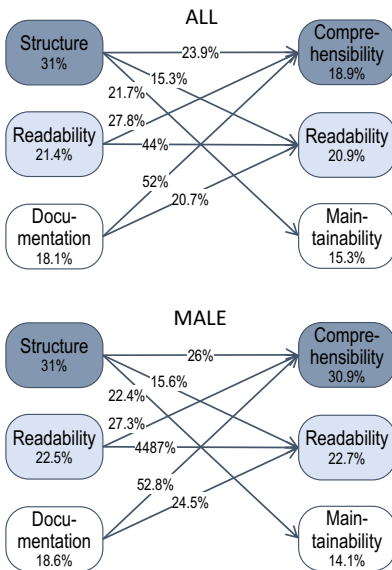 ALL
Structure
31%
23.9%
Compre-
hensibility
18.9%
15.3%
21.7%
27.8%
Readability
21.4%
44%
Readability
20.9%
52%
20.7%
Docu-
mentation
18.1%
Main-
tainability
15.3%
MALE
Structure
31%
26%
Compre-
hensibility
30.9%
15.6%
22.4%
27.3%
Readability
22.5%
4487%
Readability
22.7%
52.8%
24.5%
Docu-
mentation
18.6%
Main-
tainability
14.1%